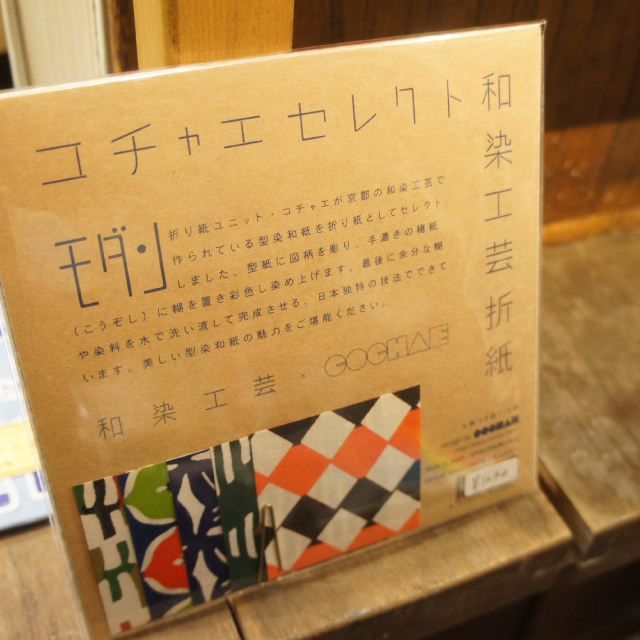 コチャエセレクト
和染工芸折紙
モダン
折り紙ユニット・コチャエが京都の和染工芸で
作られている型染和紙を折り紙としてセレクト
しました。型紙に図柄を彫り、手漉きの楮紙
（こうぞし）に糊を置き彩色し染め上げます。最後に余分な糊
や染料を水で洗い流して完成させる、日本独特の技法でできて
います。美しい型染和紙の魅力をご堪能ください。
和染工芸 × COCHAE
COCHAE